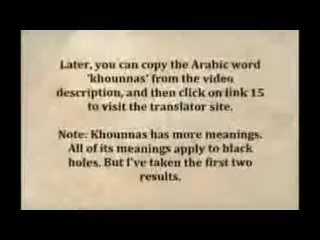 Later, you can copy the Arabic word
'khounnas' from the video
description, and then click on link 15
to visit the translator site.
Note: Khounnas has more meanings.
All of its meanings apply to black
holes. But I've taken the first two
results.